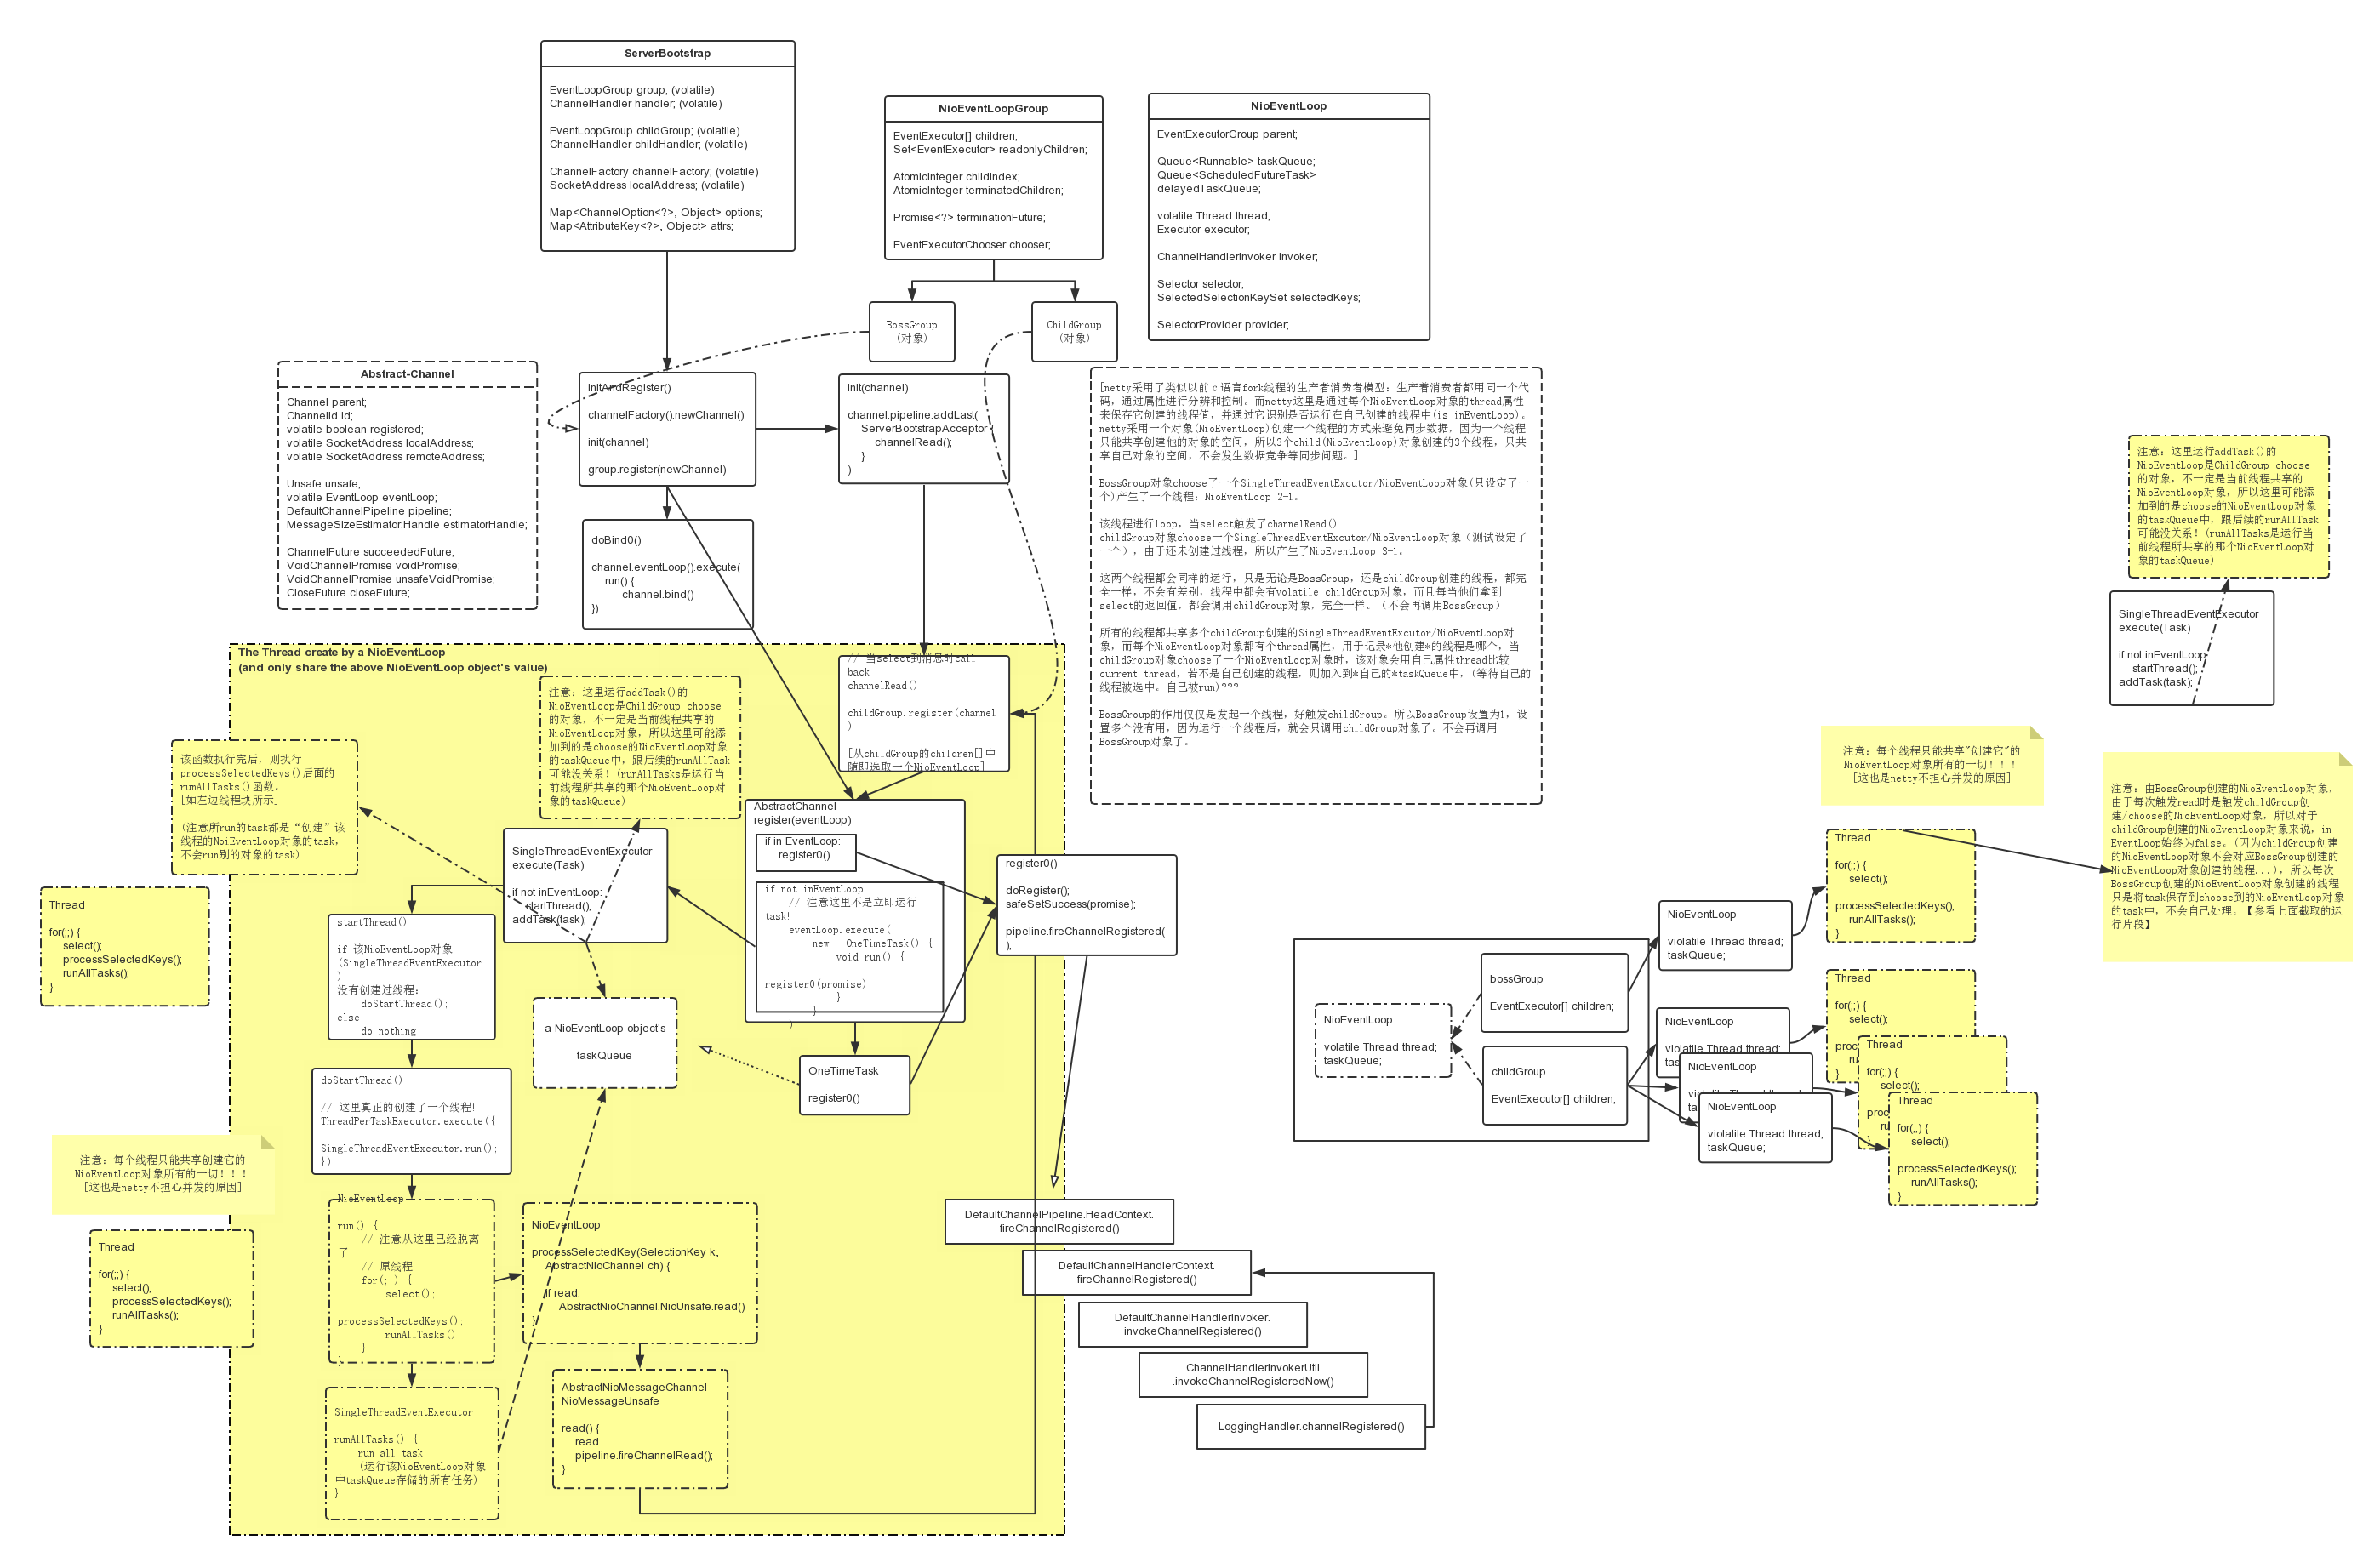 ServerBootstrap
EventLoopGroup group; (volatile)
ChannelHandler handler; (volatile)
EventLoopGroup childGroup; (volatile)
ChannelHandler childHandler; (volatile)
ChannelFactory channelFactory; (volatile)
SocketAddress localAddress; (volatile)
Map<ChannelOption<?>, Object> options;
Map<AttributeKey<?>, Object> attrs;
NioEventLoopGroup
EventExecutor[] children;
Set<EventExecutor> readonlyChildren;
AtomicInteger childIndex;
AtomicInteger terminatedChildren;
Promise<?> terminationFuture;
EventExecutorChooser chooser;
NioEventLoop
EventExecutorGroup parent;
Queue<Runnable> taskQueue;
Queue<ScheduledFutureTask>
delayedTaskQueue;
volatile Thread thread;
Executor executor;
ChannelHandlerInvoker invoker;
Selector selector;
SelectedSelectionKeySet selectedKeys;
SelectorProvider provider;
BossGroup
(对象)
ChildGroup
(对象)
Abstract-Channel
Channel parent;
ChannelId id;
volatile boolean registered;
volatile SocketAddress localAddress;
volatile SocketAddress remoteAddress;
Unsafe unsafe;
volatile EventLoop eventLoop;
DefaultChannelPipeline pipeline;
MessageSizeEstimator.Handle estimatorHandle;
ChannelFuture succeededFuture;
VoidChannelPromise voidPromise;
VoidChannelPromise unsafeVoidPromise;
CloseFuture closeFuture;
initAndRegister()
channelFactory().newChannel()
init(channel)
group.register(newChannel)
init(channel)
channel.pipeline.addLast(
ServerBootstrapAcceptor {
channelRead();
}
)
doBind0()
channel.eventLoop().execute(
run() {
channel.bind()
})
[netty采用了类似以前ｃ语言fork线程的生产者消费者模型：生产者消费者都用同一个代
码，通过属性进行分辨和控制。而netty这里是通过每个NioEventLoop对象的thread属性
来保存它创建的线程值，并通过它识别是否运行在自己创建的线程中(is inEventLoop)。
netty采用一个对象(NioEventLoop)创建一个线程的方式来避免同步数据，因为一个线程
只能共享创建他的对象的空间，所以3个child(NioEventLoop)对象创建的3个线程，只共
享自己对象的空间，不会发生数据竞争等同步问题。]
BossGroup对象choose了一个SingleThreadEventExcutor/NioEventLoop对象(只设定了一
个)产生了一个线程：NioEventLoop 2-1。
该线程进行loop，当select触发了channelRead()
childGroup对象choose一个SingleThreadEventExcutor/NioEventLoop对象（测试设定了
一个），由于还未创建过线程，所以产生了NioEventLoop 3-1。
这两个线程都会同样的运行，只是无论是BossGroup，还是childGroup创建的线程，都完
全一样，不会有差别，线程中都会有volatile childGroup对象，而且每当他们拿到
select的返回值，都会调用childGroup对象，完全一样。（不会再调用BossGroup）
所有的线程都共享多个childGroup创建的SingleThreadEventExcutor/NioEventLoop对
象，而每个NioEventLoop对象都有个thread属性，用于记录*他创建*的线程是哪个，当
childGroup对象choose了一个NioEventLoop对象时，该对象会用自己属性thread比较
current thread，若不是自己创建的线程，则加入到*自己的*taskQueue中，(等待自己的
线程被选中。自己被run)???
BossGroup的作用仅仅是发起一个线程，好触发childGroup。所以BossGroup设置为1，设
置多个没有用，因为运行一个线程后，就会只调用childGroup对象了，不会再调用
BossGroup对象了。
注意：这里运行addTask()的
NioEventLoop是ChildGroup choose
的对象，不一定是当前线程共享的
NioEventLoop对象，所以这里可能添
加到的是choose的NioEventLoop对象
的taskQueue中，跟后续的runAllTask
可能没关系！(runAllTasks是运行当
前线程所共享的那个NioEventLoop对
象的taskQueue)
SingleThreadEventExecutor
execute(Task)
if not inEventLoop:
startThread();
addTask(task);
The Thread create by a NioEventLoop
(and only share the above NioEventLoop object's value)
// 当select到消息时call
back
channelRead()
childGroup.register(channel
)
[从childGroup的children[]中
随即选取一个NioEventLoop]
注意：这里运行addTask()的
NioEventLoop是ChildGroup choose
的对象，不一定是当前线程共享的
NioEventLoop对象，所以这里可能添
加到的是choose的NioEventLoop对象
的taskQueue中，跟后续的runAllTask
可能没关系！(runAllTasks是运行当
前线程所共享的那个NioEventLoop对
象的taskQueue)
该函数执行完后，则执行
processSelectedKeys()后面的
runAllTasks()函数。
[如左边线程块所示]
(注意所run的task都是“创建”该
线程的NoiEventLoop对象的task，
不会run别的对象的task)
AbstractChannel
register(eventLoop)
if in EventLoop:
register0()
if not inEventLoop
// 注意这里不是立即运行
task!
eventLoop.execute(
new OneTimeTask() {
void run() {
register0(promise);
}
}
)
SingleThreadEventExecutor
execute(Task)
if not inEventLoop:
startThread();
addTask(task);
register0()
doRegister();
safeSetSuccess(promise);
pipeline.fireChannelRegistered(
);
Thread
for(;;) {
select();
processSelectedKeys();
runAllTasks();
}
startThread()
if 该NioEventLoop对象
(SingleThreadEventExecutor
)
没有创建过线程:
doStartThread();
else:
do nothing
a NioEventLoop object's
taskQueue
OneTimeTask
register0()
doStartThread()
// 这里真正的创建了一个线程!
ThreadPerTaskExecutor.execute({
SingleThreadEventExecutor.run();
})
注意：每个线程只能共享创建它的
NioEventLoop对象所有的一切！！！
[这也是netty不担心并发的原因]
Thread
for(;;) {
select();
processSelectedKeys();
runAllTasks();
}
NioEventLoop
run() {
// 注意从这里已经脱离
了
// 原线程
for(;;) {
select();
processSelectedKeys();
runAllTasks();
}
}
NioEventLoop
processSelectedKey(SelectionKey k,
AbstractNioChannel ch) {
if read:
AbstractNioChannel.NioUnsafe.read()
}
SingleThreadEventExecutor
runAllTasks() {
run all task
(运行该NioEventLoop对象
中taskQueue存储的所有任务)
}
AbstractNioMessageChannel
NioMessageUnsafe
read() {
read...
pipeline.fireChannelRead();
}
DefaultChannelPipeline.HeadContext.
fireChannelRegistered()
DefaultChannelHandlerContext.
fireChannelRegistered()
DefaultChannelHandlerInvoker.
invokeChannelRegistered()
ChannelHandlerInvokerUtil
.invokeChannelRegisteredNow()
LoggingHandler.channelRegistered()
注意：每个线程只能共享"创建它"的
NioEventLoop对象所有的一切！！！
[这也是netty不担心并发的原因]
注意：由BossGroup创建的NioEventLoop对象，
由于每次触发read时是触发childGroup创
建/choose的NioEventLoop对象，所以对于
childGroup创建的NioEventLoop对象来说，in
EventLoop始终为false。(因为childGroup创建
的NioEventLoop对象不会对应BossGroup创建的
NioEventLoop对象创建的线程...)，所以每次
BossGroup创建的NioEventLoop对象创建的线程
只是将task保存到choose到的NioEventLoop对象
的task中，不会自己处理。【参看上面截取的运
行片段】
NioEventLoop
violatile Thread thread;
taskQueue;
bossGroup
EventExecutor[] children;
childGroup
EventExecutor[] children;
NioEventLoop
violatile Thread thread;
taskQueue;
Thread
for(;;) {
select();
processSelectedKeys();
runAllTasks();
}
NioEventLoop
violatile Thread thread;
tas
Thread
for(;;) {
select();
proc
ru
}
NioEventLoop
violatile Thread thread;
ta
Thread
for(;;) {
select();
proc
ru
}
NioEventLoop
violatile Thread thread;
taskQueue;
Thread
for(;;) {
select();
processSelectedKeys();
runAllTasks();
}